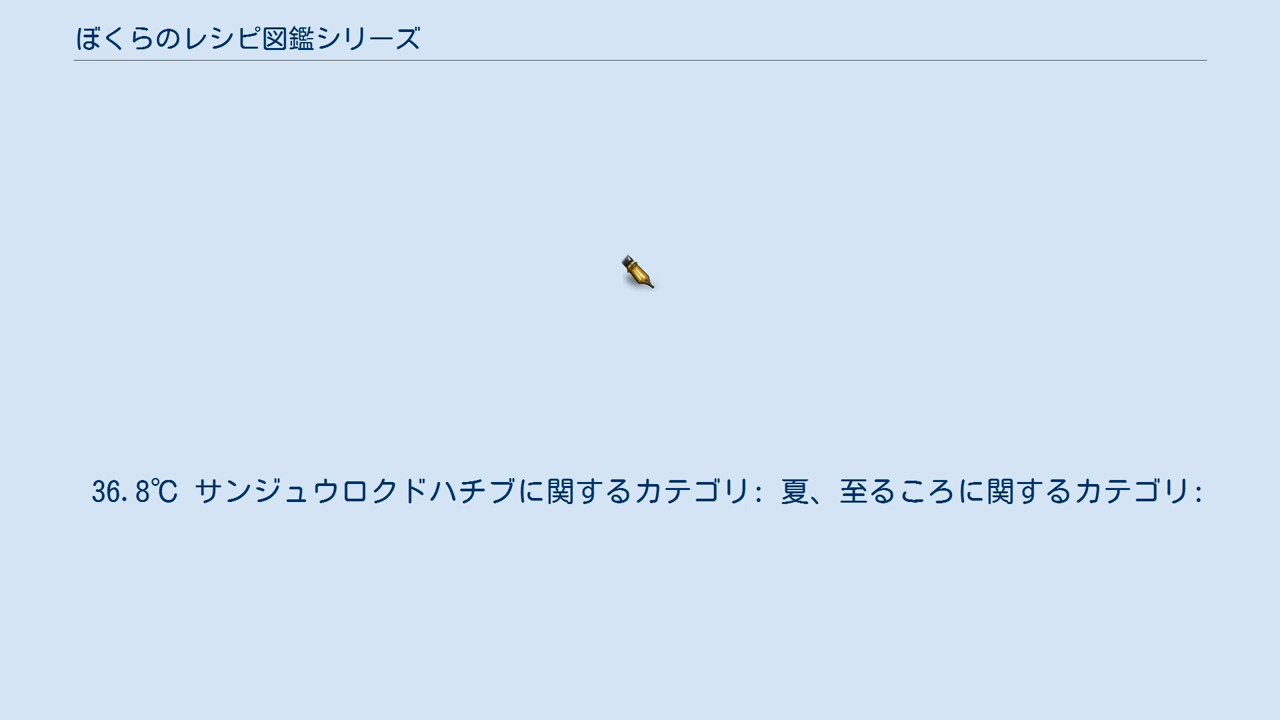 ぼくらのレシピ図鑑シリーズ
36.8℃ サンジュウロクドハチブに関するカテゴリ: 夏、至るころに関するカテゴリ: